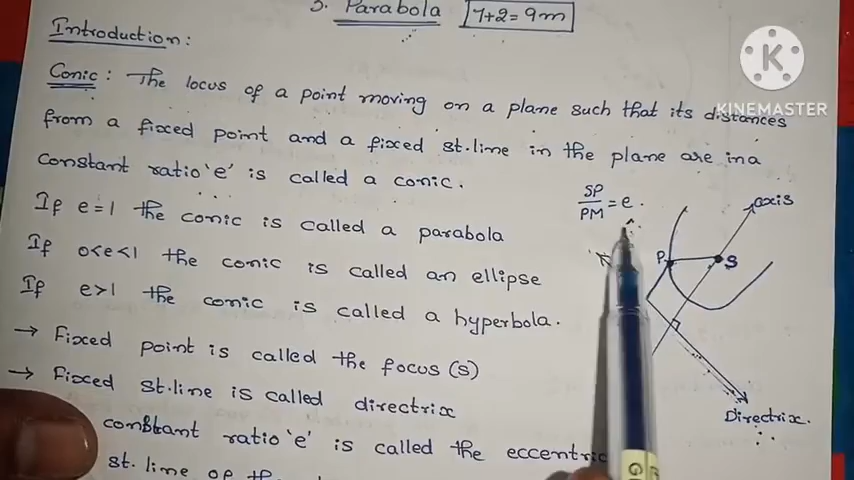 3. Parabola 7+2=9m
Introduction:
Conic: The locus of a point moving on a plane such that its distances
from a fixed point and a fixed st.line in the plane are in a
constant ratio 'e' is called a conic.
SP/PM = e.
If e=1 the conic is called a parabola
If 0<e<1 the conic is called an ellipse
If e>1 the conic is called a hyperbola.
→ Fixed point is called the focus (S)
→ Fixed st.line is called directrix
constant ratio 'e' is called the eccentric
st.line of the
axis
P
S
Directrix.
K
KINEMASTER